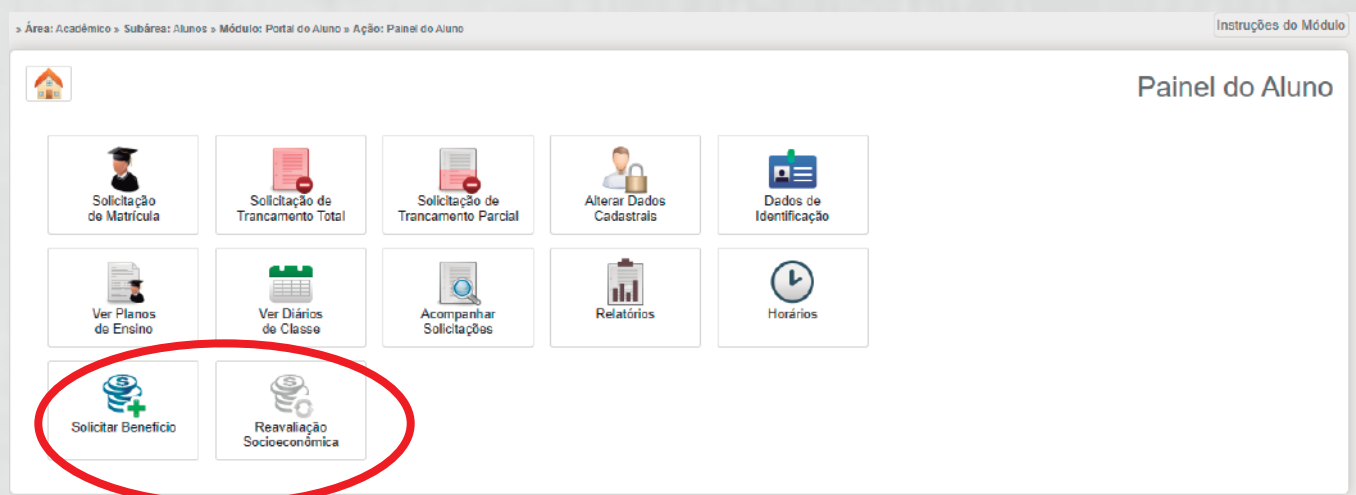 » Área: Acadêmico » Subárea: Alunos » Módulo: Portal do Aluno » Ação: Painel do Aluno
Instruções do Módulo
Painel do Aluno
Solicitação
de Matrícula
Solicitação de
Trancamento Total
Solicitação de
Trancamento Parcial
Alterar Dados
Cadastrais
Dados de
Identificação
Ver Planos
de Ensino
Ver Diários
de Classe
Acompanhar
Solicitações
Relatórios
Horários
Solicitar Benefício
Reavaliação
Socioeconômica